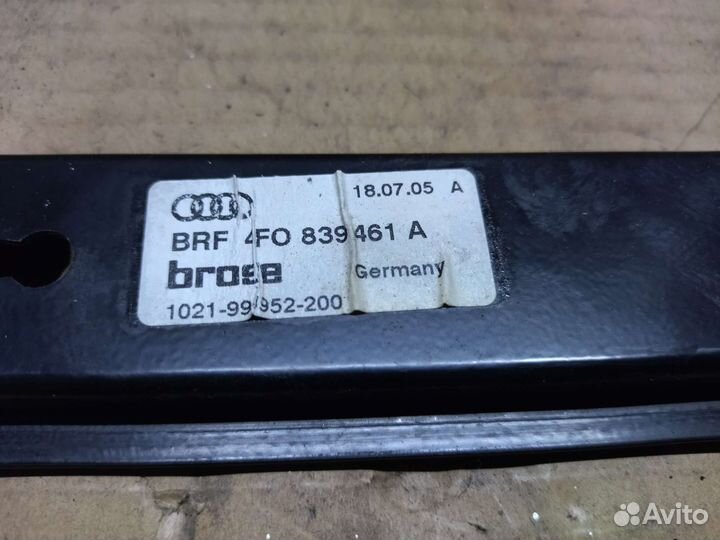 18.07.05 A
BRF 4F0 839461 A
brose Germany
1021-99952-200
Avito